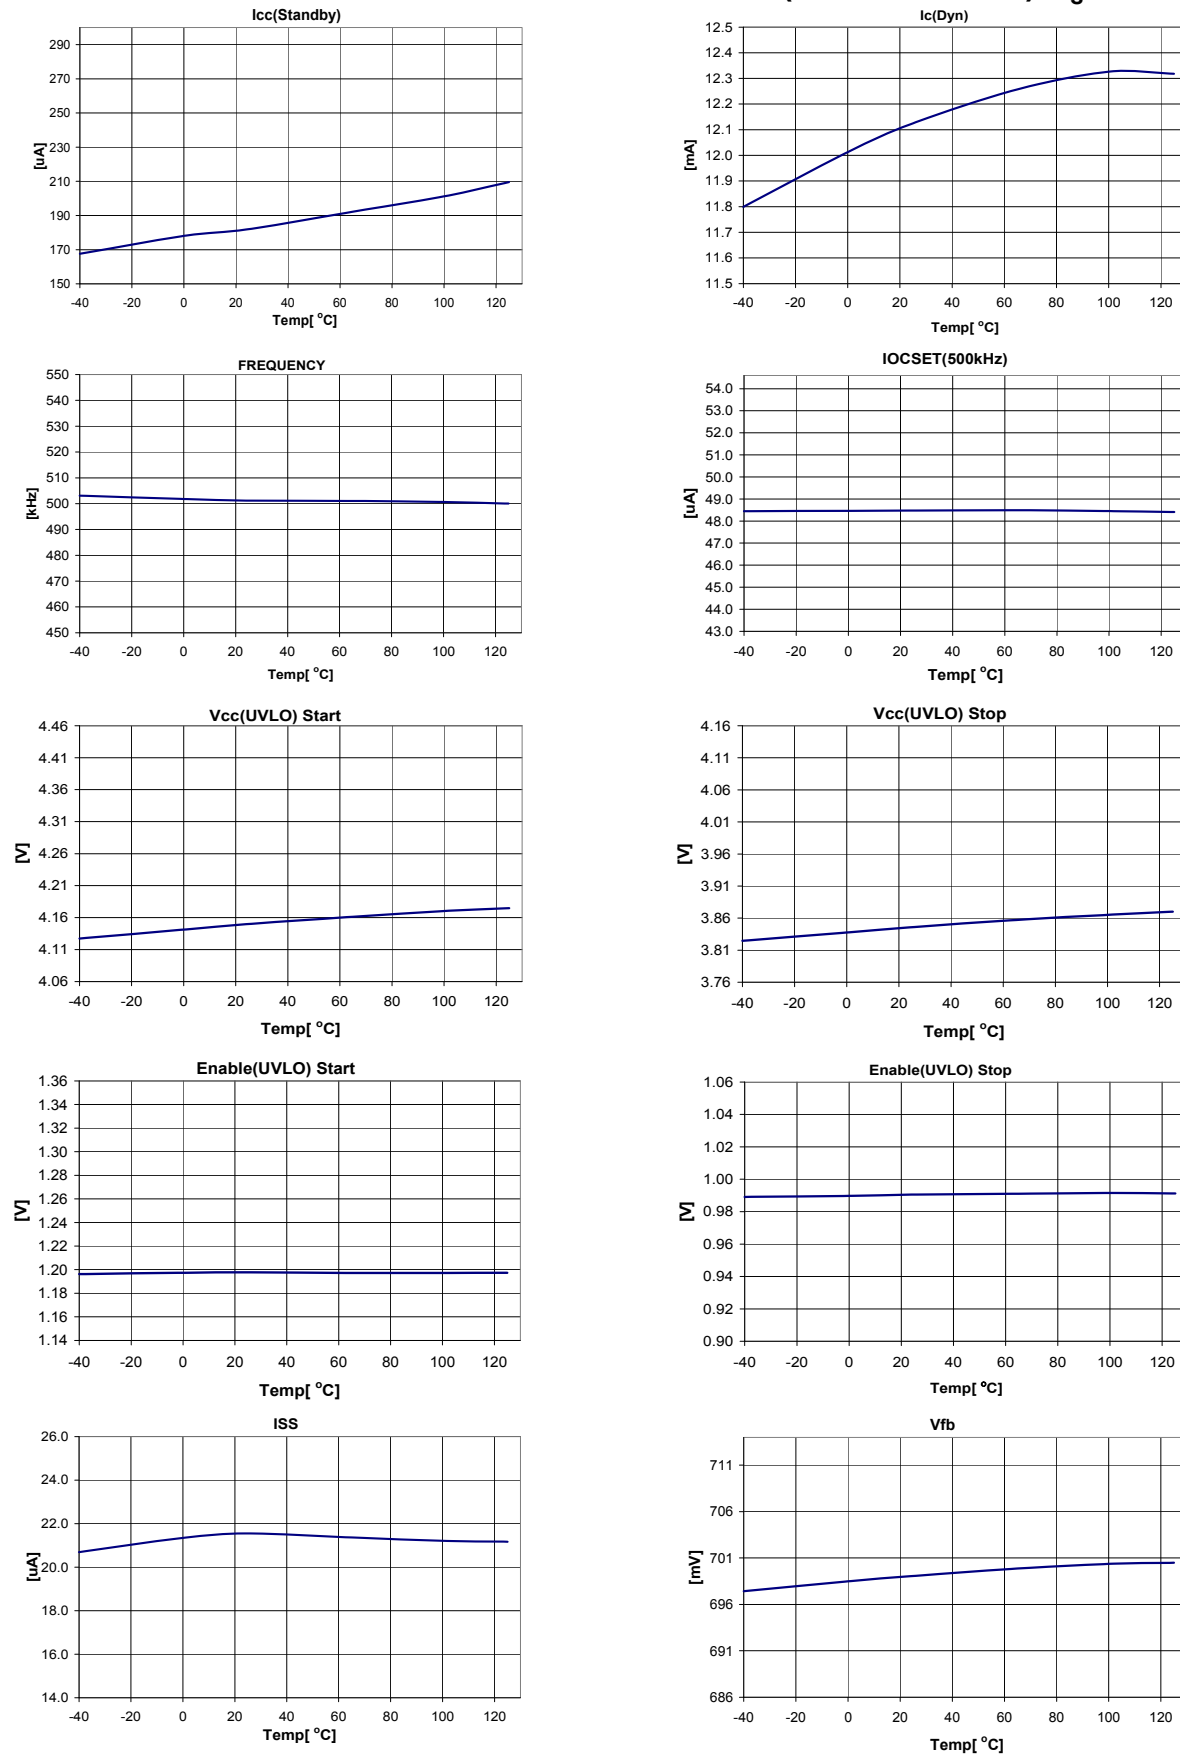 Icc(Standby)
290
270
250
230
210
190
170
150
[uA]
-40 -20 0 20 40 60 80 100 120
Temp[ °C]
Ic(Dyn)
12.5
12.4
12.3
12.2
12.1
12.0
11.9
11.8
11.7
11.6
11.5
[mA]
-40 -20 0 20 40 60 80 100 120
Temp[ °C]
FREQUENCY
550
540
530
520
510
500
490
480
470
460
450
[kHz]
-40 -20 0 20 40 60 80 100 120
Temp[ °C]
IOCSET(500kHz)
54.0
53.0
52.0
51.0
50.0
49.0
48.0
47.0
46.0
45.0
44.0
43.0
[uA]
-40 -20 0 20 40 60 80 100 120
Temp[ °C]
Vcc(UVLO) Start
4.46
4.41
4.36
4.31
4.26
4.21
4.16
4.11
4.06
[V]
-40 -20 0 20 40 60 80 100 120
Temp[ °C]
Vcc(UVLO) Stop
4.16
4.11
4.06
4.01
3.96
3.91
3.86
3.81
3.76
[V]
-40 -20 0 20 40 60 80 100 120
Temp[ °C]
Enable(UVLO) Start
1.36
1.34
1.32
1.30
1.28
1.26
1.24
1.22
1.20
1.18
1.16
1.14
[V]
-40 -20 0 20 40 60 80 100 120
Temp[ °C]
Enable(UVLO) Stop
1.06
1.04
1.02
1.00
0.98
0.96
0.94
0.92
0.90
[V]
-40 -20 0 20 40 60 80 100 120
Temp[ °C]
ISS
26.0
24.0
22.0
20.0
18.0
16.0
14.0
[uA]
-40 -20 0 20 40 60 80 100 120
Temp[ °C]
Vfb
711
706
701
696
691
686
[mV]
-40 -20 0 20 40 60 80 100 120
Temp[ °C]